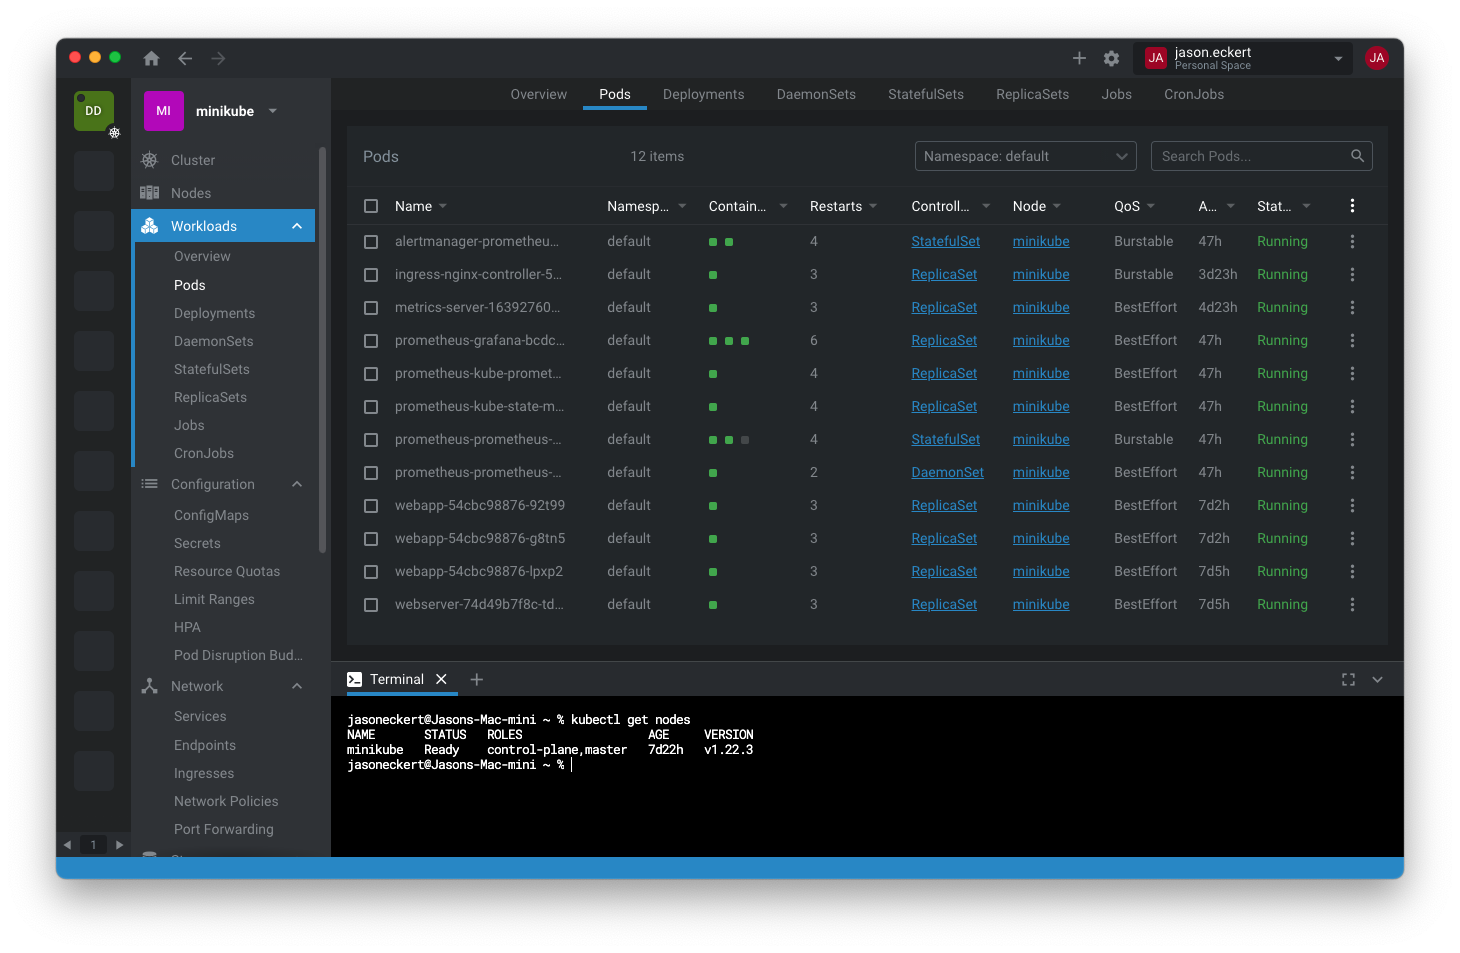 JA jason.eckert
Personal Space
JA
DD
MI minikube
Cluster
Nodes
Workloads
Overview
Pods
Deployments
DaemonSets
StatefulSets
ReplicaSets
Jobs
CronJobs
Configuration
ConfigMaps
Secrets
Resource Quotas
Limit Ranges
HPA
Pod Disruption Bud...
Network
Services
Endpoints
Ingresses
Network Policies
Port Forwarding
1
Overview Pods Deployments DaemonSets StatefulSets ReplicaSets Jobs CronJobs
Pods 12 items Namespace: default Search Pods...
Name Namesp... Contain... Restarts Controll... Node QoS A... Stat...
alertmanager-prometheu... default 4 StatefulSet minikube Burstable 47h Running
ingress-nginx-controller-5... default 3 ReplicaSet minikube Burstable 3d23h Running
metrics-server-16392760... default 3 ReplicaSet minikube BestEffort 4d23h Running
prometheus-grafana-bcdc... default 6 ReplicaSet minikube BestEffort 47h Running
prometheus-kube-promet... default 4 ReplicaSet minikube BestEffort 47h Running
prometheus-kube-state-m... default 4 ReplicaSet minikube BestEffort 47h Running
prometheus-prometheus-... default 4 StatefulSet minikube Burstable 47h Running
prometheus-prometheus-... default 2 DaemonSet minikube BestEffort 47h Running
webapp-54cbc98876-92t99 default 3 ReplicaSet minikube BestEffort 7d2h Running
webapp-54cbc98876-g8tn5 default 3 ReplicaSet minikube BestEffort 7d2h Running
webapp-54cbc98876-lpxp2 default 3 ReplicaSet minikube BestEffort 7d5h Running
webserver-74d49b7f8c-td... default 3 ReplicaSet minikube BestEffort 7d5h Running
Terminal
jasoneckert@Jasons-Mac-mini ~ % kubectl get nodes
NAME STATUS ROLES AGE VERSION
minikube Ready control-plane,master 7d22h v1.22.3
jasoneckert@Jasons-Mac-mini ~ %